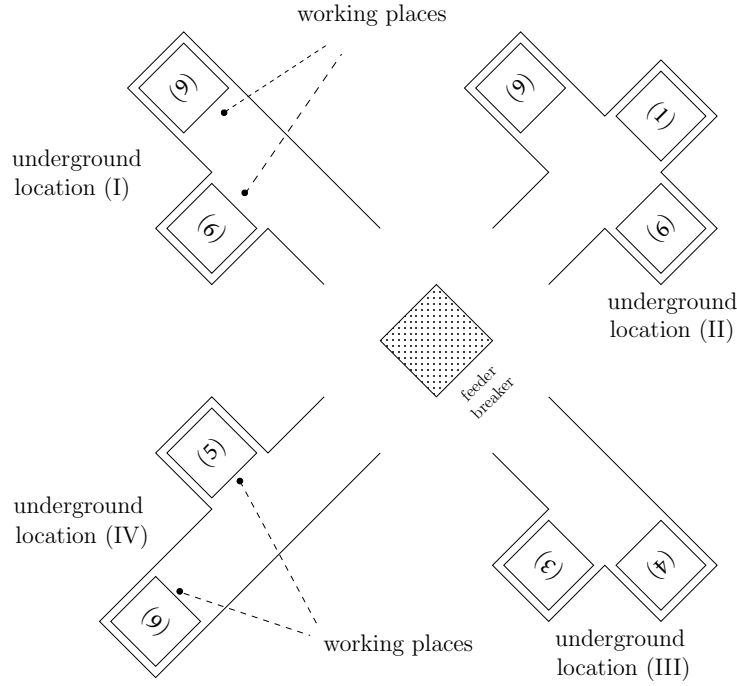 working places
(9)
(9)
(1)
underground
location (I)
(6)
(6)
underground
location (II)
feeder
breaker
(5)
underground
location (IV)
(3)
(4)
(6)
working places
underground
location (III)